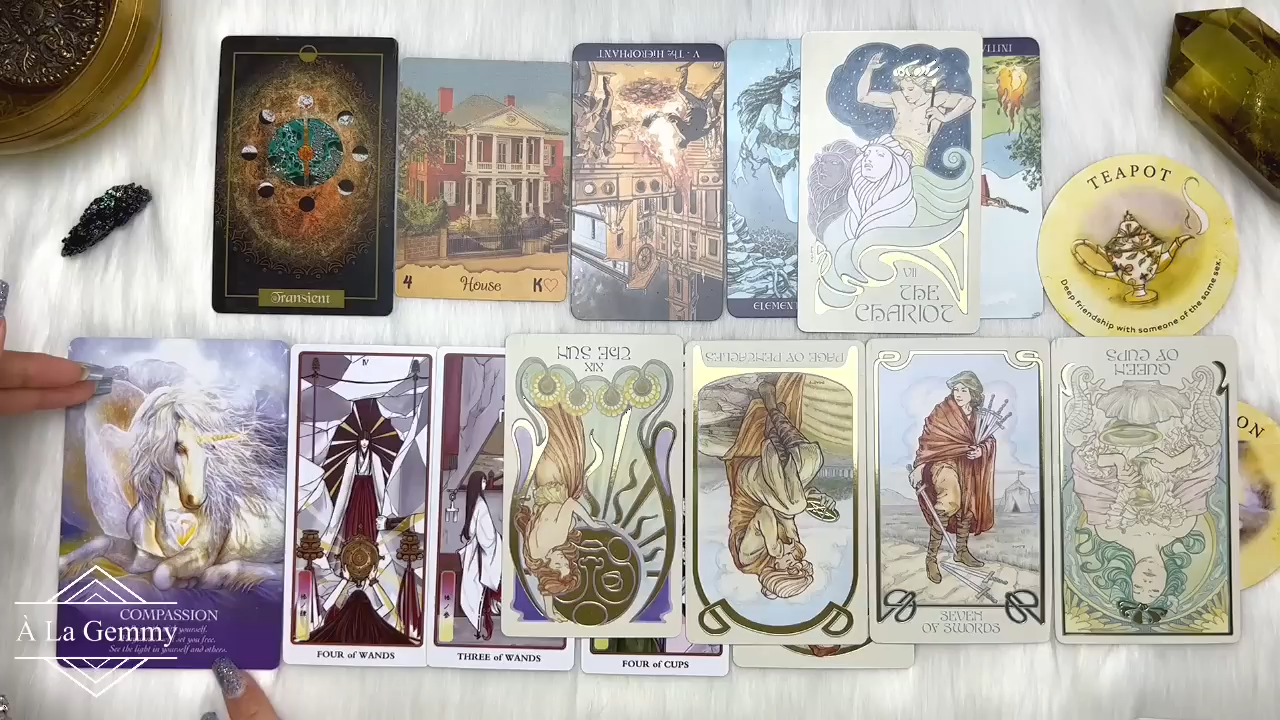 Transient
4 House K♡
V - The Hierophant
ELEMEN
VII
THE
CHARIOT
INITIA
TEAPOT
Deep friendship with someone of the same sex.
COMPASSION
yourself.
set you free.
See the light in yourself and others.
À La Gemmy
IV
FOUR of WANDS
THREE of WANDS
THE SUN
XIX
FOUR of CUPS
PAGE OF PENTACLES
SEVEN
OF SWORDS
QUEEN
OF CUPS
ON